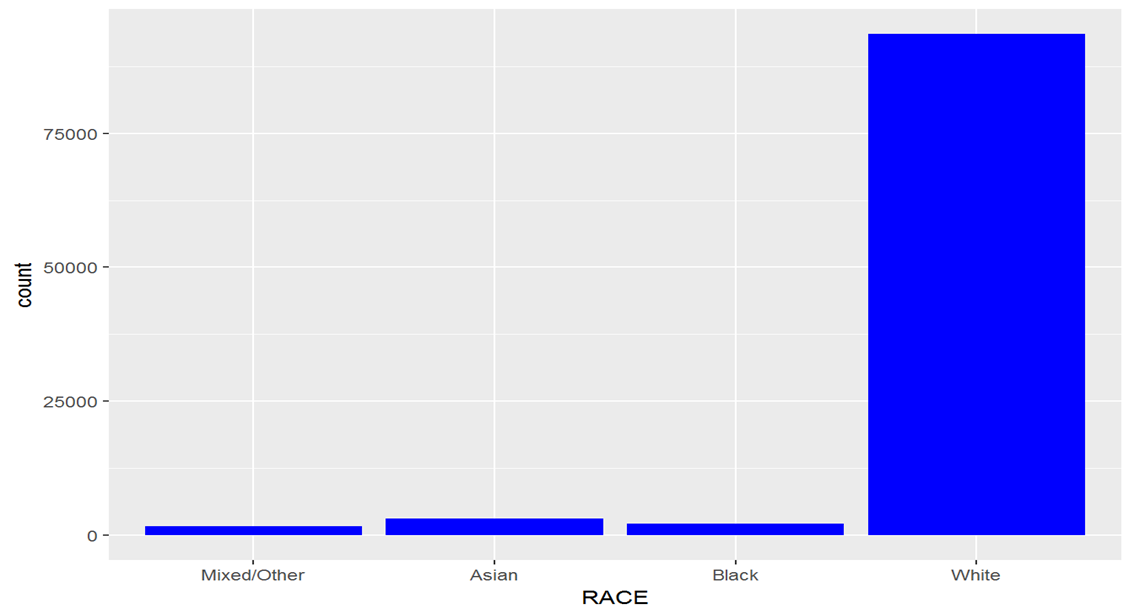 count
75000
50000
25000
0
Mixed/Other Asian Black White
RACE